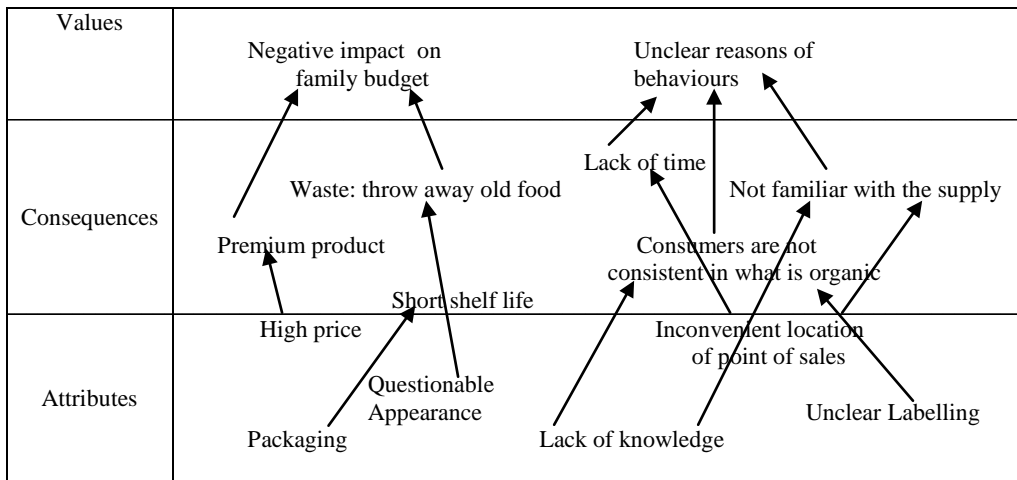 Values
Negative impact on
family budget
Unclear reasons of
behaviours
Consequences
Lack of time
Waste: throw away old food
Not familiar with the supply
Premium product
Consumers are not
consistent in what is organic
Short shelf life
Attributes
High price
Inconvenient location
of point of sales
Questionable
Appearance
Unclear Labelling
Packaging
Lack of knowledge